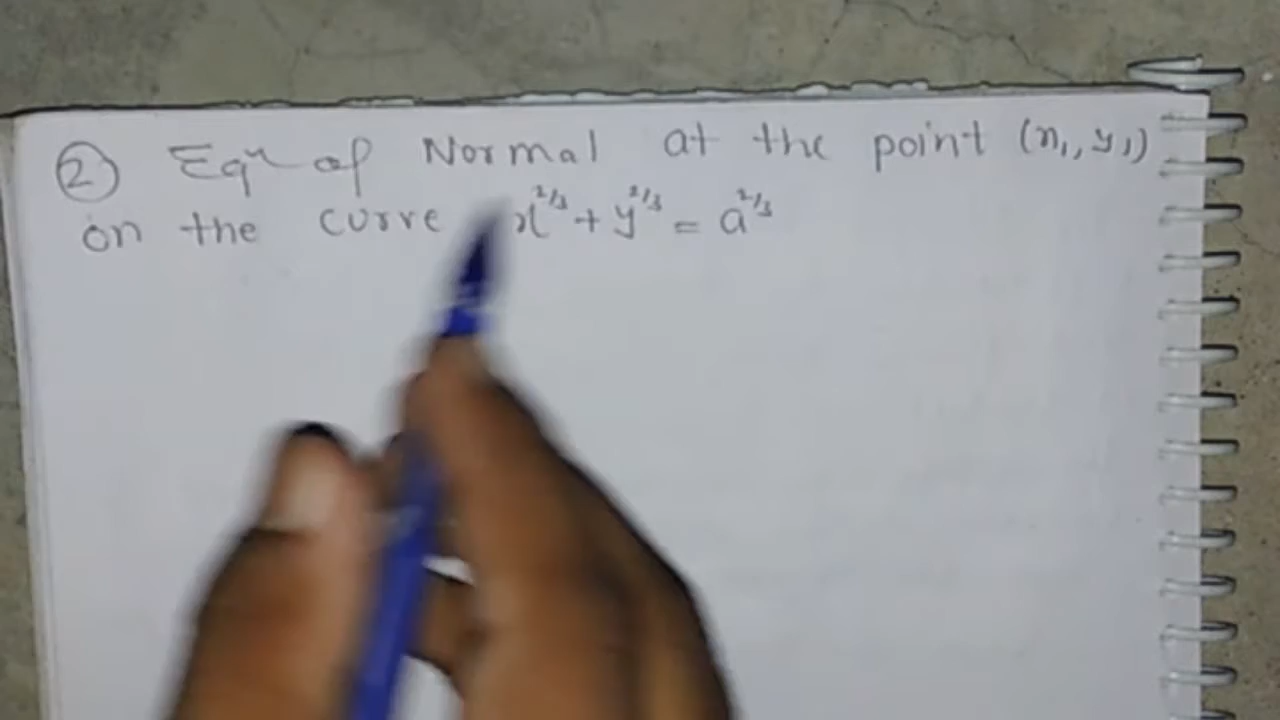 ② Eqⁿ of Normal at the point (x₁, y₁)
on the curve x^2/3 + y^2/3 = a^2/3